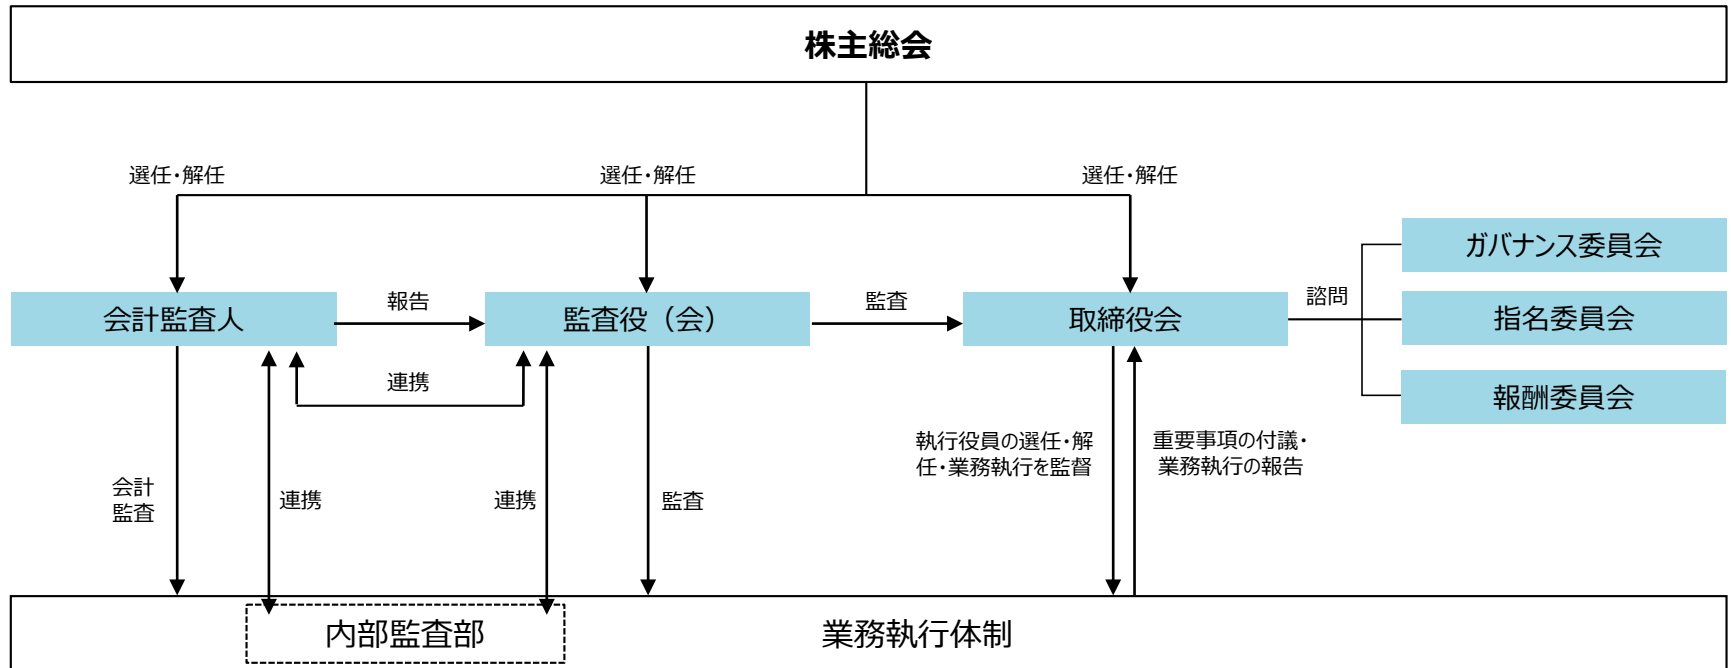 株主総会
選任・解任
選任・解任
選任・解任
ガバナンス委員会
会計監査人
報告
監査役（会）
監査
取締役会
諮問
指名委員会
連携
報酬委員会
執行役員の選任・解
任・業務執行を監督
重要事項の付議・
業務執行の報告
会計
監査
連携
連携
監査
内部監査部
業務執行体制